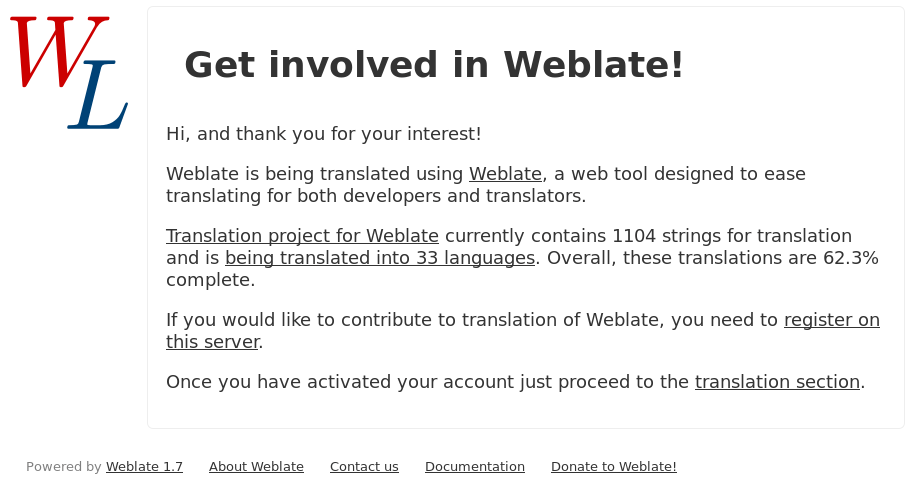 WL
Get involved in Weblate!
Hi, and thank you for your interest!
Weblate is being translated using Weblate, a web tool designed to ease
translating for both developers and translators.
Translation project for Weblate currently contains 1104 strings for translation
and is being translated into 33 languages. Overall, these translations are 62.3%
complete.
If you would like to contribute to translation of Weblate, you need to register on
this server.
Once you have activated your account just proceed to the translation section.
Powered by Weblate 1.7 About Weblate Contact us Documentation Donate to Weblate!